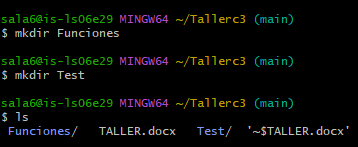 sala6@is-ls06e29 MINGW64 ~/Tallerc3 (main)
$ mkdir Funciones
sala6@is-ls06e29 MINGW64 ~/Tallerc3 (main)
$ mkdir Test
sala6@is-ls06e29 MINGW64 ~/Tallerc3 (main)
$ ls
Funciones/   TALLER.docx   Test/  '~$TALLER.docx'